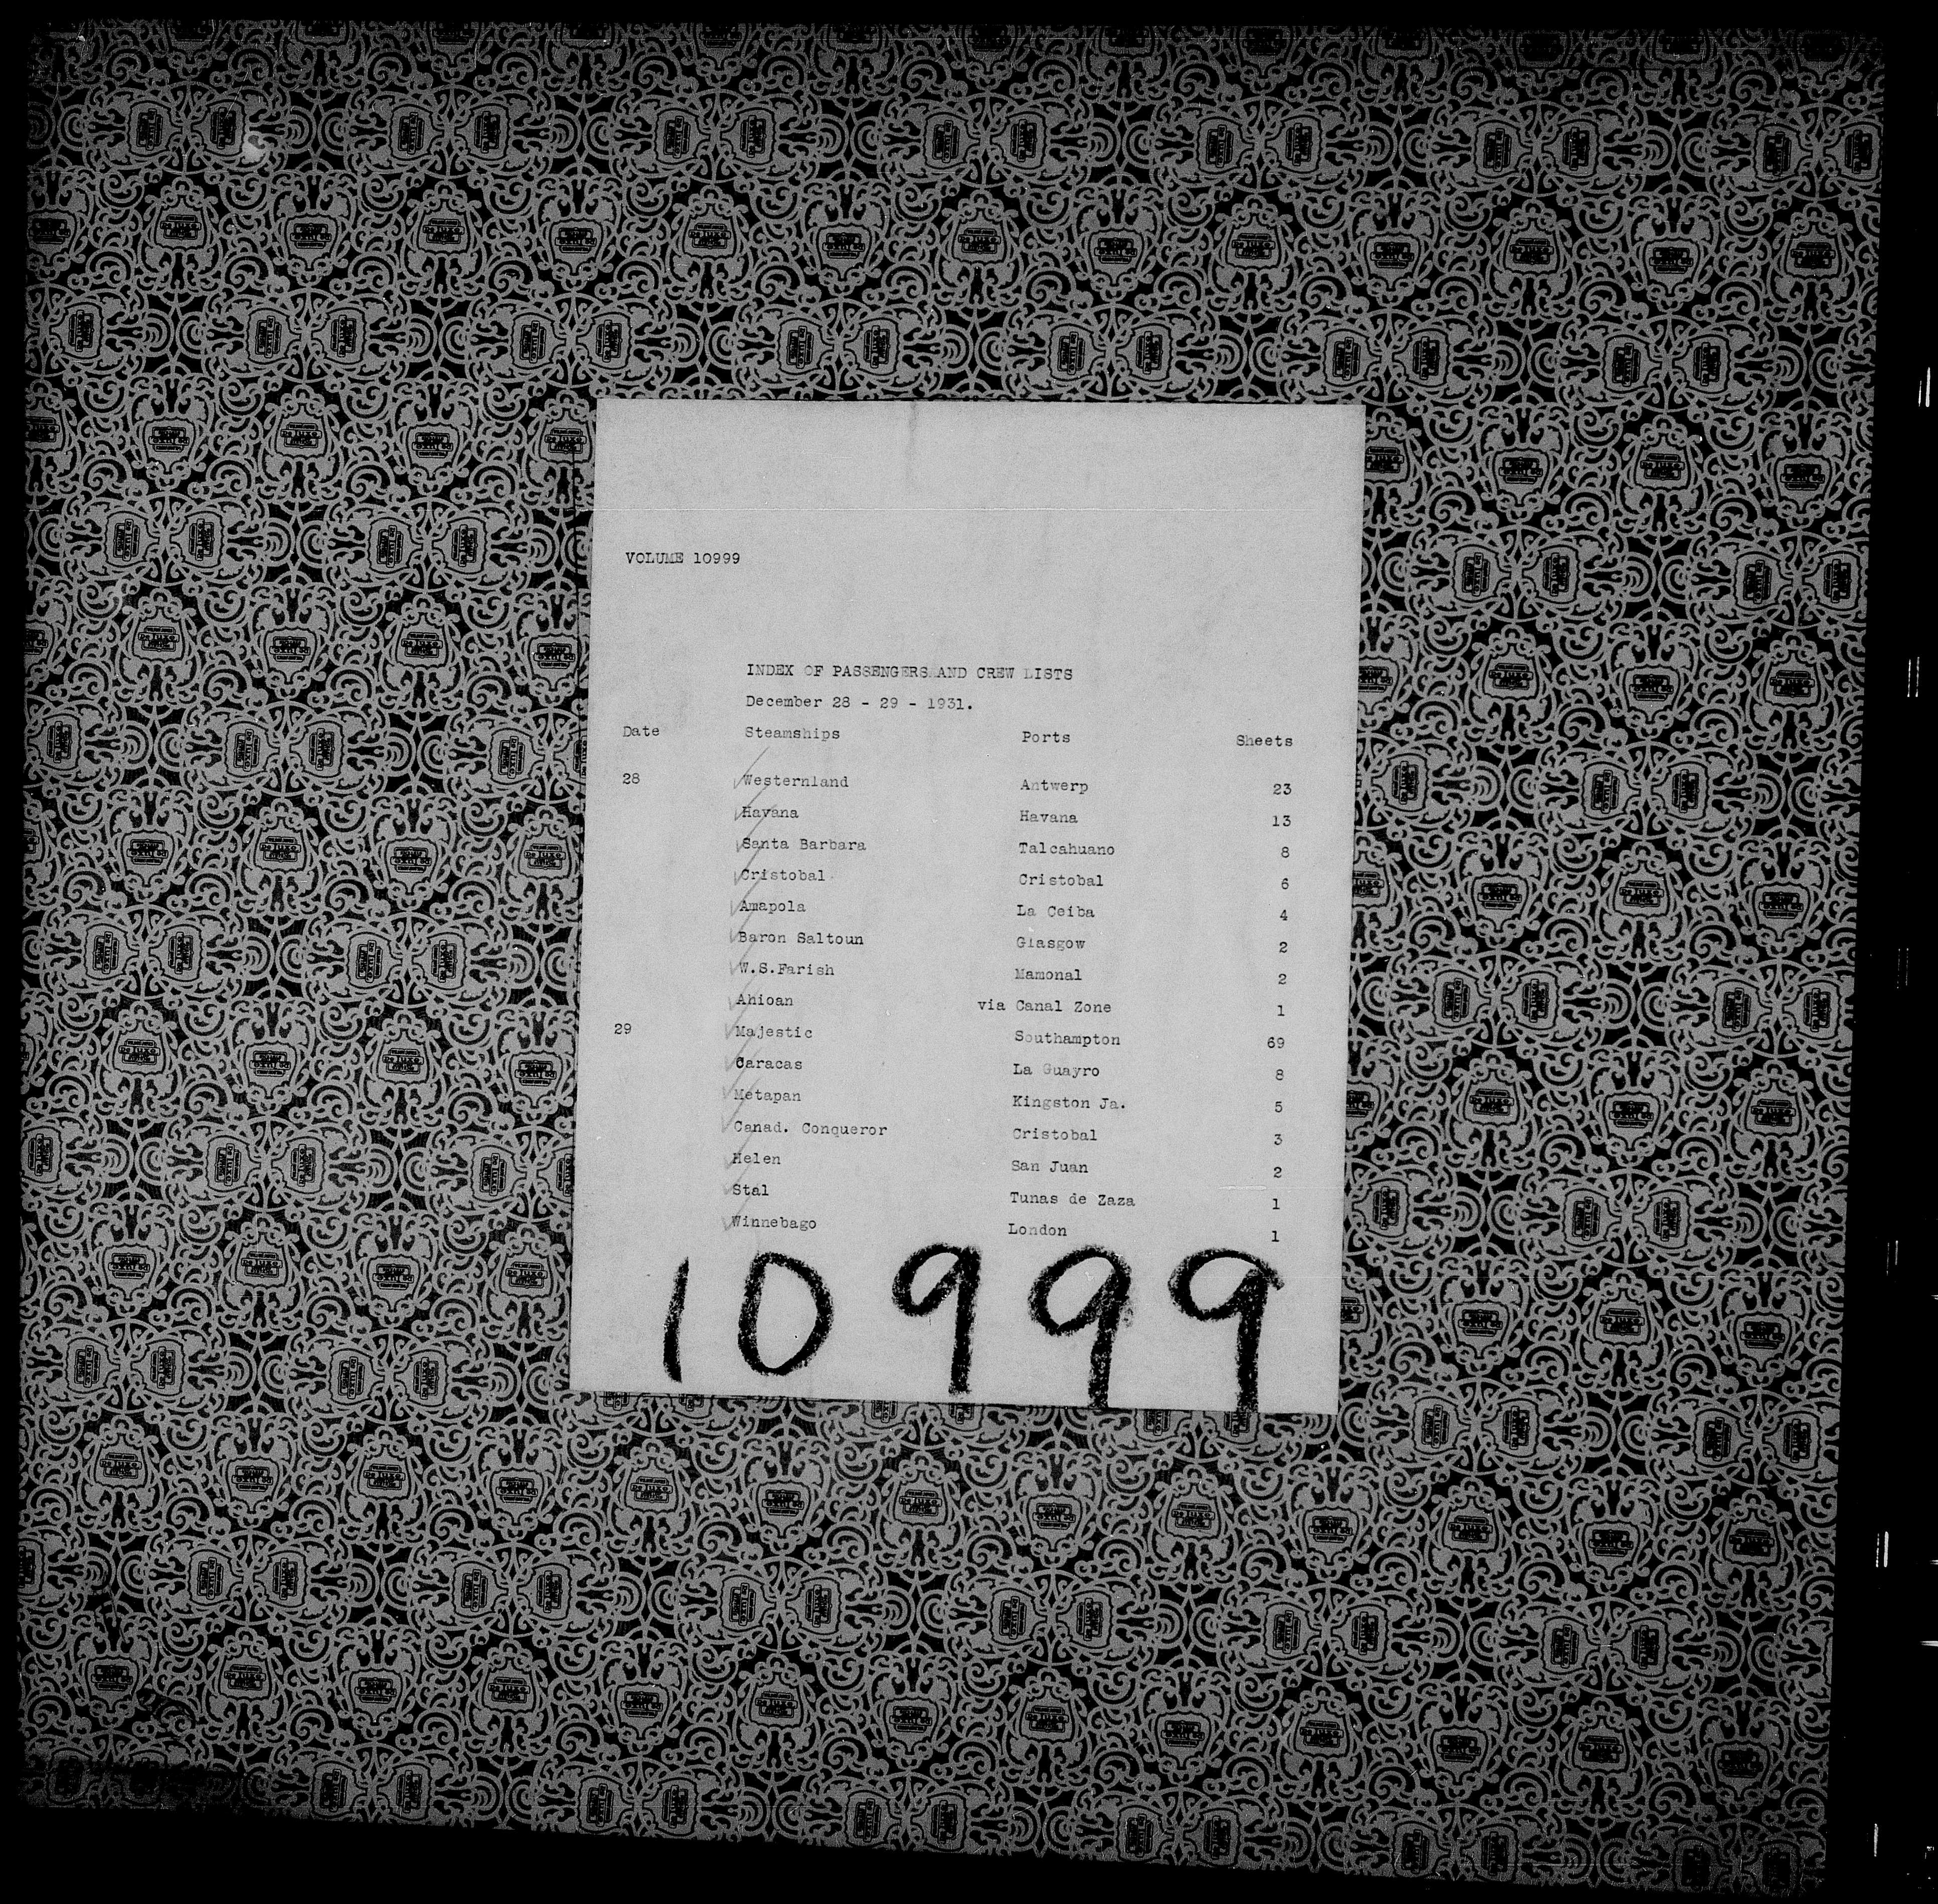 VOLUME 10999
INDEX OF PASSENGERS AND CREW LISTS
December 28 - 29 - 1931.
Date Steamships Ports Sheets
28 Westernland Antwerp 23
Havana Havana 13
Santa Barbara Talcahuano 8
Cristobal Cristobal 6
Amapola La Ceiba 4
Baron Saltoun Glasgow 2
W.S.Farish Mamonal 2
Ahioan via Canal Zone 1
29 Majestic Southampton 69
Caracas La Guayro 8
Metapan Kingston Ja. 5
Canad. Conqueror Cristobal 3
Helen San Juan 2
Stal Tunas de Zaza 1
Winnebago London 1
10999